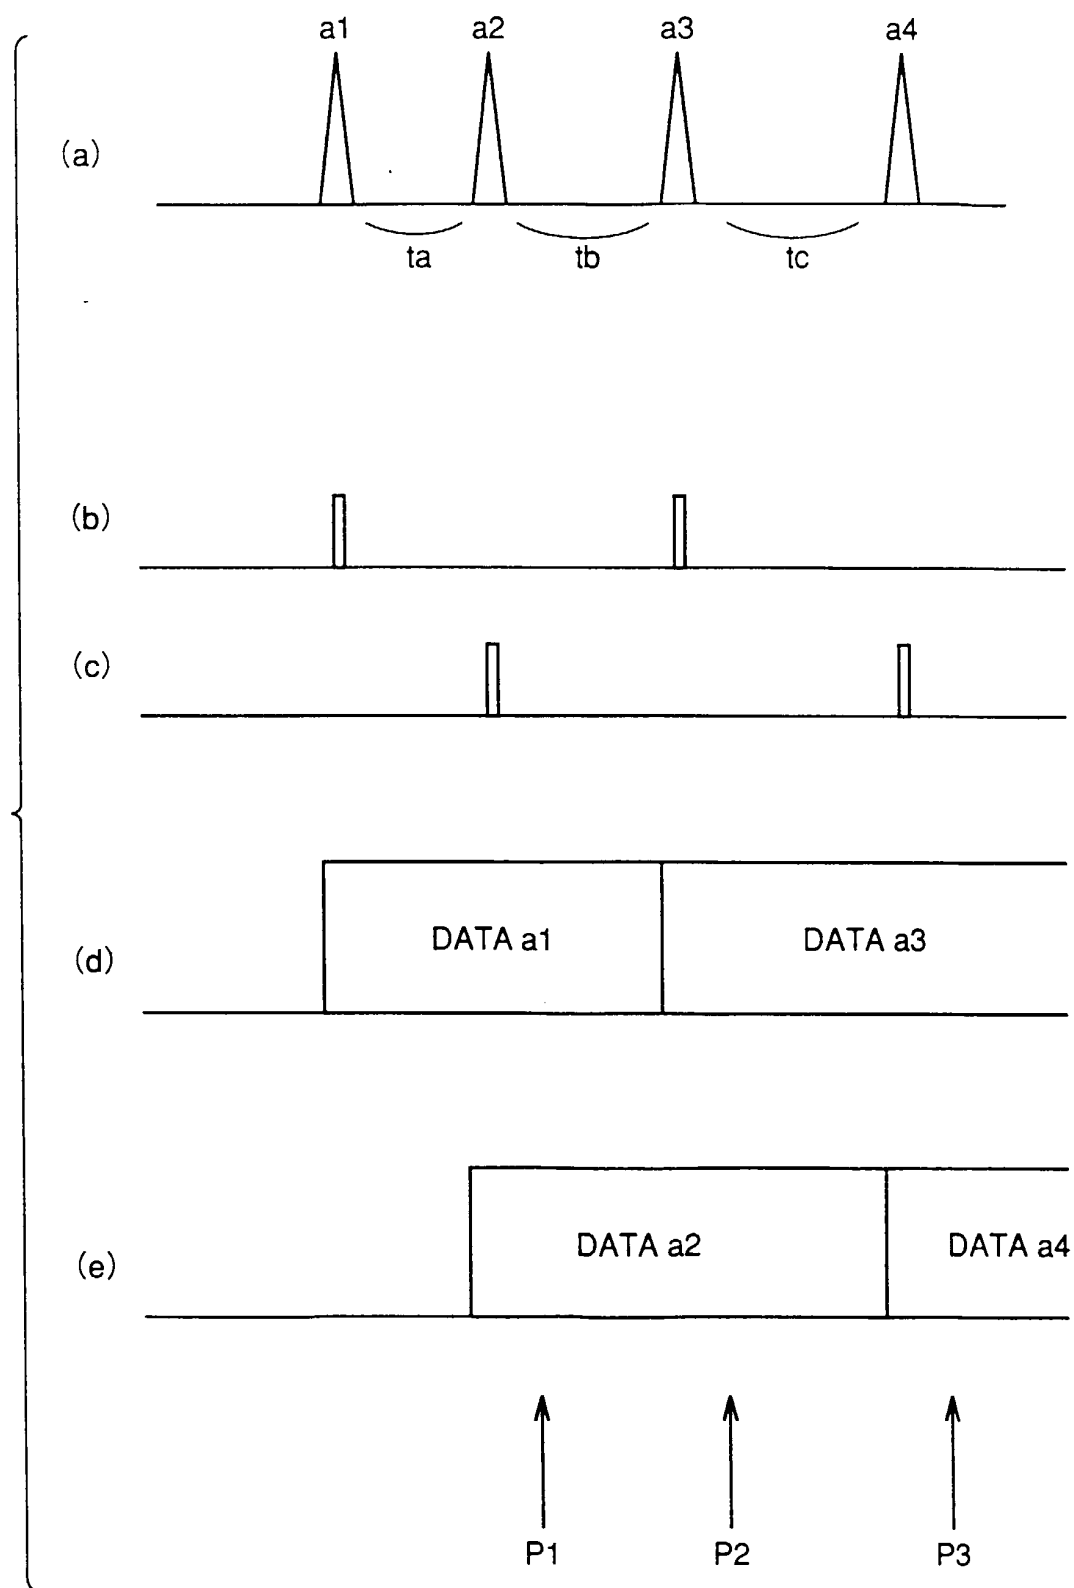 a1 a2 a3 a4
(a)
ta tb tc
(b)
(c)
(d) DATA a1 DATA a3
(e) DATA a2 DATA a4
P1 P2 P3